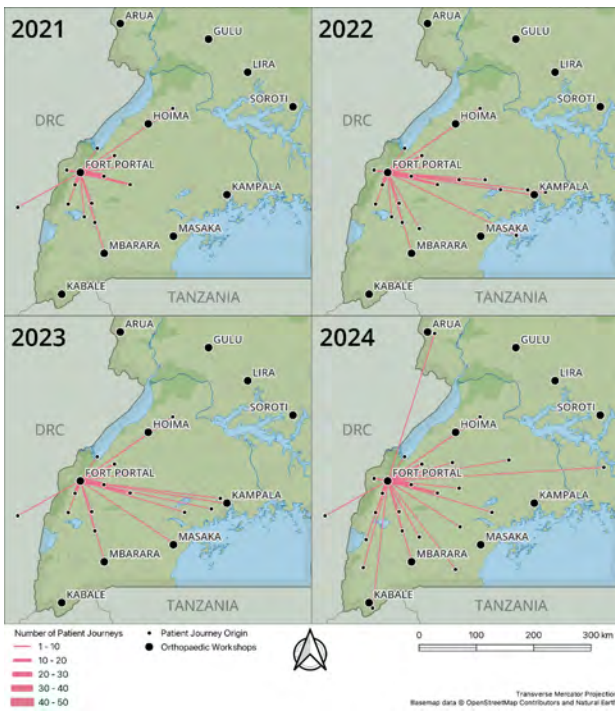 2021
ARUA
GULU
LIRA
SOROTI
DRC
HOIMA
FORT PORTAL
KAMPALA
MASAKA
MBARARA
KABALE
TANZANIA
2022
ARUA
GULU
LIRA
SOROTI
DRC
HOIMA
FORT PORTAL
KAMPALA
MASAKA
MBARARA
KABALE
TANZANIA
2023
ARUA
GULU
LIRA
SOROTI
DRC
HOIMA
FORT PORTAL
KAMPALA
MASAKA
MBARARA
KABALE
TANZANIA
2024
ARUA
GULU
LIRA
SOROTI
DRC
HOIMA
FORT PORTAL
KAMPALA
MASAKA
MBARARA
KABALE
TANZANIA
Number of Patient Journeys
1 - 10
10 - 20
20 - 30
30 - 40
40 - 50
Patient Journey Origin
Orthopaedic Workshops
0 100 200 300 km
Transverse Mercator Projection
Basemap data © OpenStreetMap Contributors and Natural Earth